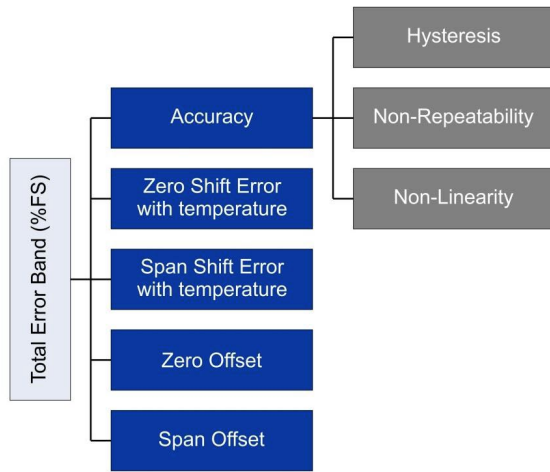 Total Error Band (%FS)
Accuracy
Zero Shift Error
with temperature
Span Shift Error
with temperature
Zero Offset
Span Offset
Hysteresis
Non-Repeatability
Non-Linearity